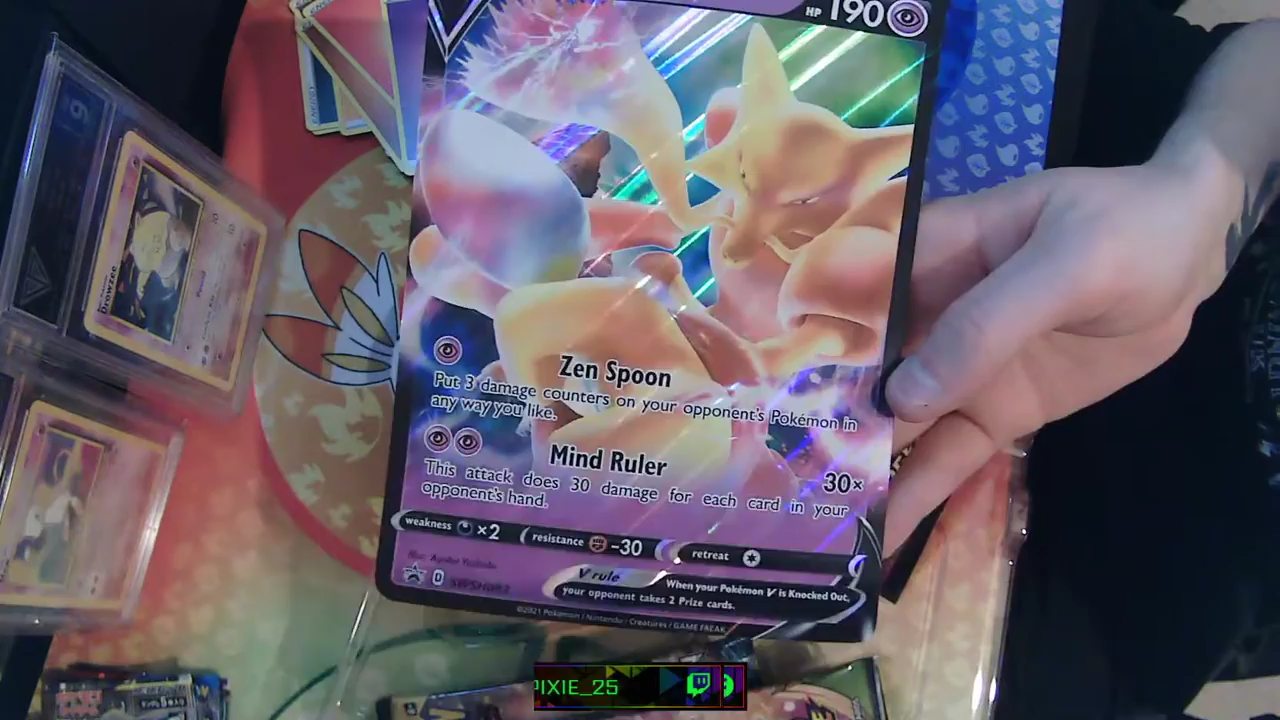 HP 190
Zen Spoon
Put 3 damage counters on your opponent's Pokémon in
any way you like.
Mind Ruler
30×
This attack does 30 damage for each card in your
opponent's hand.
weakness ×2
resistance -30
retreat
V rule
When your Pokémon V is Knocked Out,
your opponent takes 2 Prize cards.
©2021 Pokémon / Nintendo / Creatures / GAME FREAK
Drowzee
9
PIXIE_25